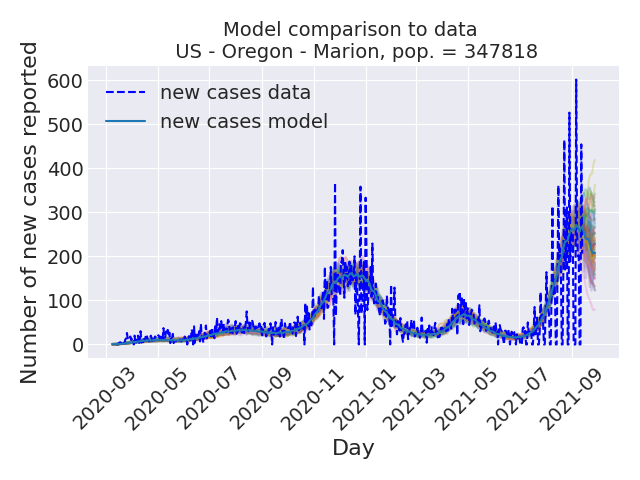 Model comparison to data
US - Oregon - Marion, pop. = 347818
Number of new cases reported
600
500
400
300
200
100
0
new cases data
new cases model
2020-03
2020-05
2020-07
2020-09
2020-11
2021-01
2021-03
2021-05
2021-07
2021-09
Day